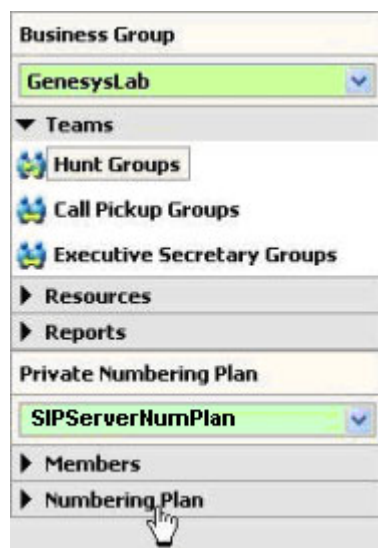 Business Group
GenesysLab
Teams
Hunt Groups
Call Pickup Groups
Executive Secretary Groups
Resources
Reports
Private Numbering Plan
SIPServerNumPlan
Members
Numbering Plan